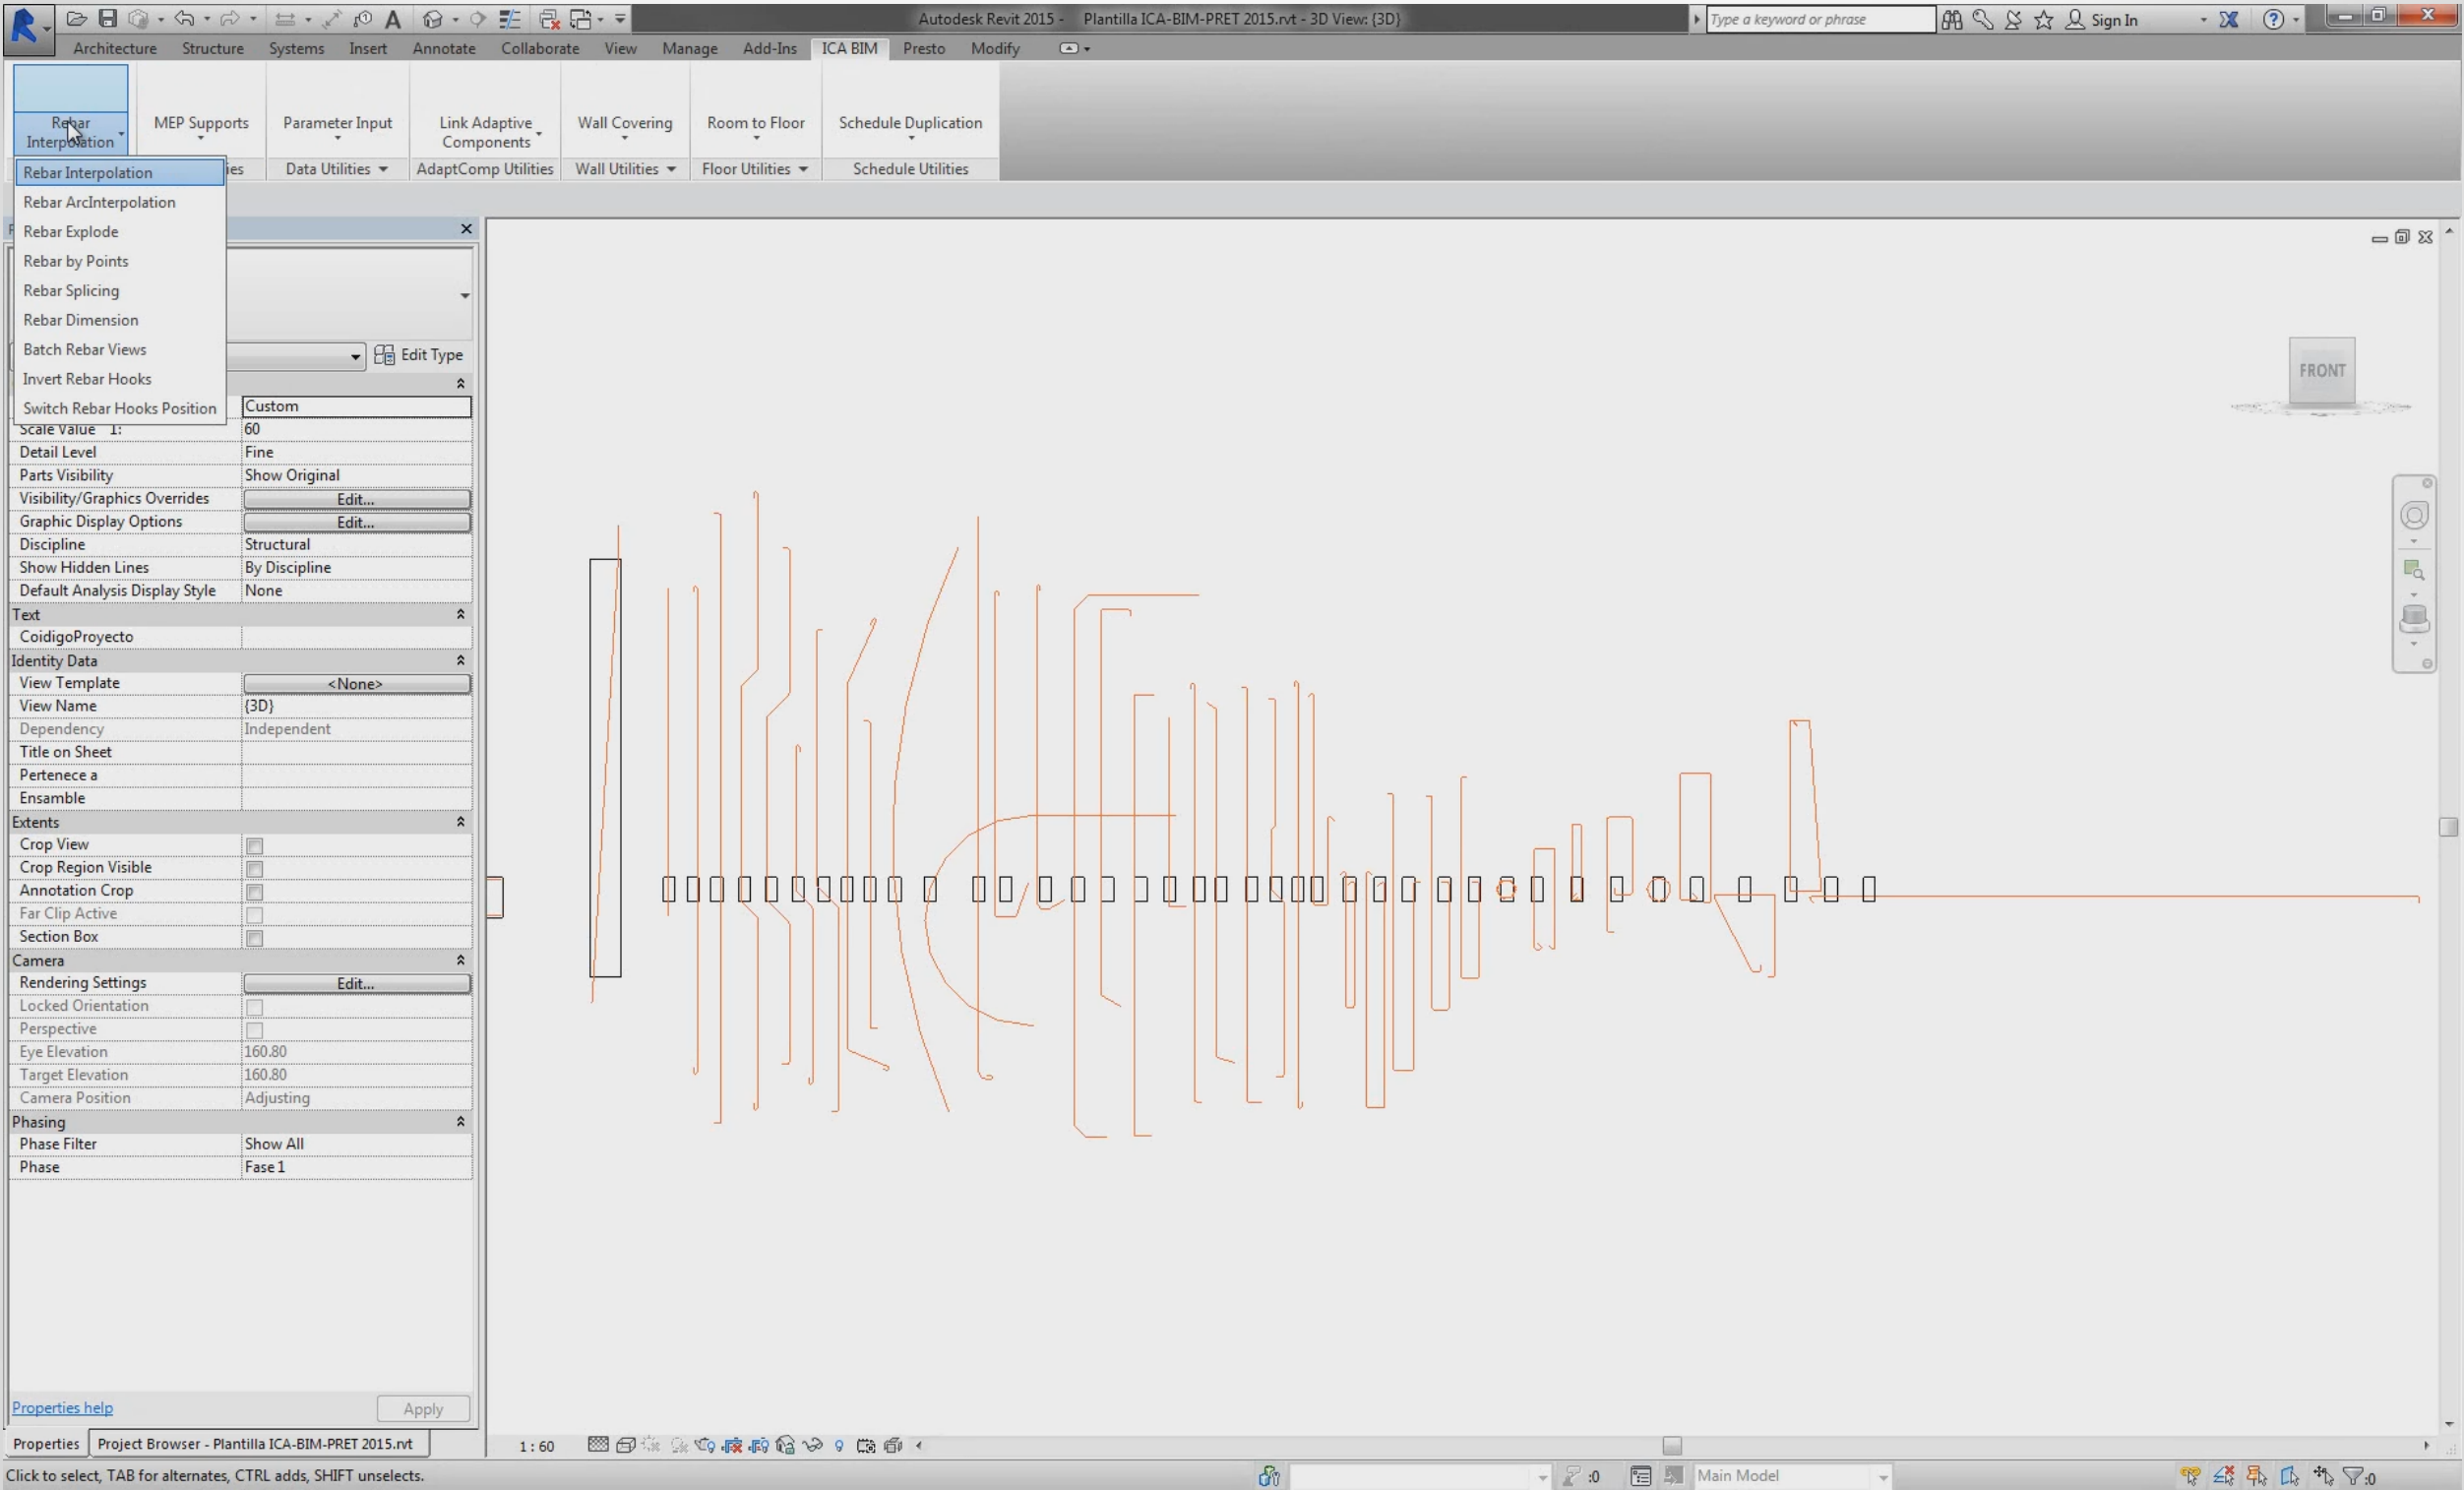 Autodesk Revit 2015 - Plantilla ICA-BIM-PRET 2015.rvt - 3D View: {3D}
Type a keyword or phrase
Sign In
Architecture Structure Systems Insert Annotate Collaborate View Manage Add-Ins ICA BIM Presto Modify
Rebar
Interpolation
MEP Supports
Parameter Input
Link Adaptive
Components
Wall Covering
Room to Floor
Schedule Duplication
Data Utilities
AdaptComp Utilities
Wall Utilities
Floor Utilities
Schedule Utilities
Rebar Interpolation
Rebar ArcInterpolation
Rebar Explode
Rebar by Points
Rebar Splicing
Rebar Dimension
Batch Rebar Views
Invert Rebar Hooks
Switch Rebar Hooks Position
Edit Type
Custom
Scale Value 1: 60
Detail Level Fine
Parts Visibility Show Original
Visibility/Graphics Overrides Edit...
Graphic Display Options Edit...
Discipline Structural
Show Hidden Lines By Discipline
Default Analysis Display Style None
Text
CoidigoProyecto
Identity Data
View Template <None>
View Name {3D}
Dependency Independent
Title on Sheet
Pertenece a
Ensamble
Extents
Crop View
Crop Region Visible
Annotation Crop
Far Clip Active
Section Box
Camera
Rendering Settings Edit...
Locked Orientation
Perspective
Eye Elevation 160.80
Target Elevation 160.80
Camera Position Adjusting
Phasing
Phase Filter Show All
Phase Fase1
FRONT
Properties help
Apply
Properties
Project Browser - Plantilla ICA-BIM-PRET 2015.rvt
1 : 60
Click to select, TAB for alternates, CTRL adds, SHIFT unselects.
:0
Main Model
:0